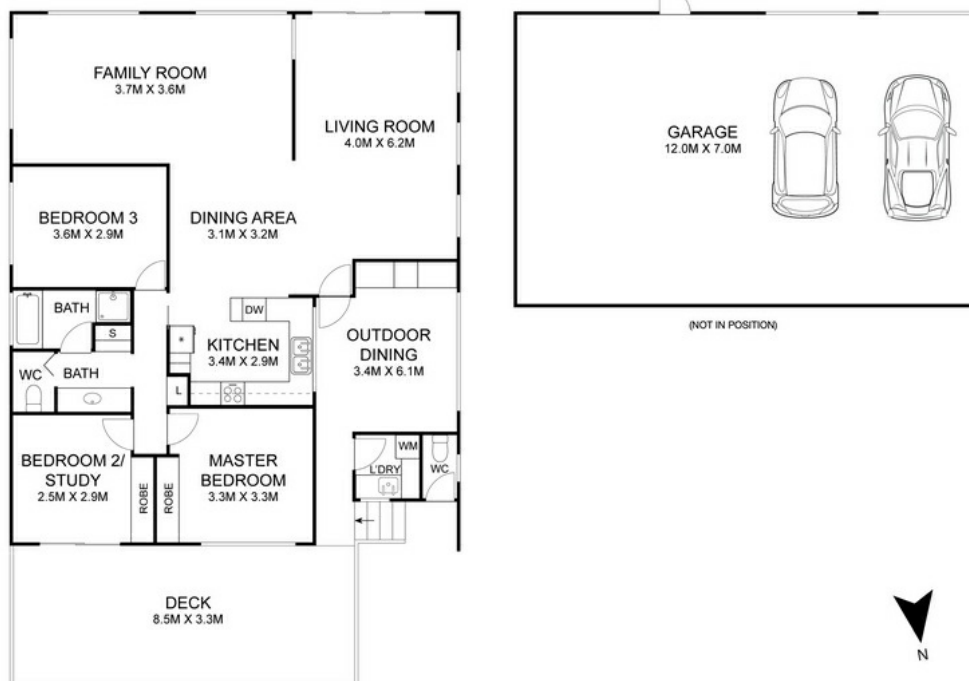 FAMILY ROOM
3.7M X 3.6M
LIVING ROOM
4.0M X 6.2M
GARAGE
12.0M X 7.0M
BEDROOM 3
3.6M X 2.9M
DINING AREA
3.1M X 3.2M
BATH
DW
S
(NOT IN POSITION)
KITCHEN
3.4M X 2.9M
OUTDOOR
DINING
3.4M X 6.1M
WC
BATH
L
BEDROOM 2/
STUDY
2.5M X 2.9M
ROBE
ROBE
MASTER
BEDROOM
3.3M X 3.3M
WM
L'DRY
WC
DECK
8.5M X 3.3M
N